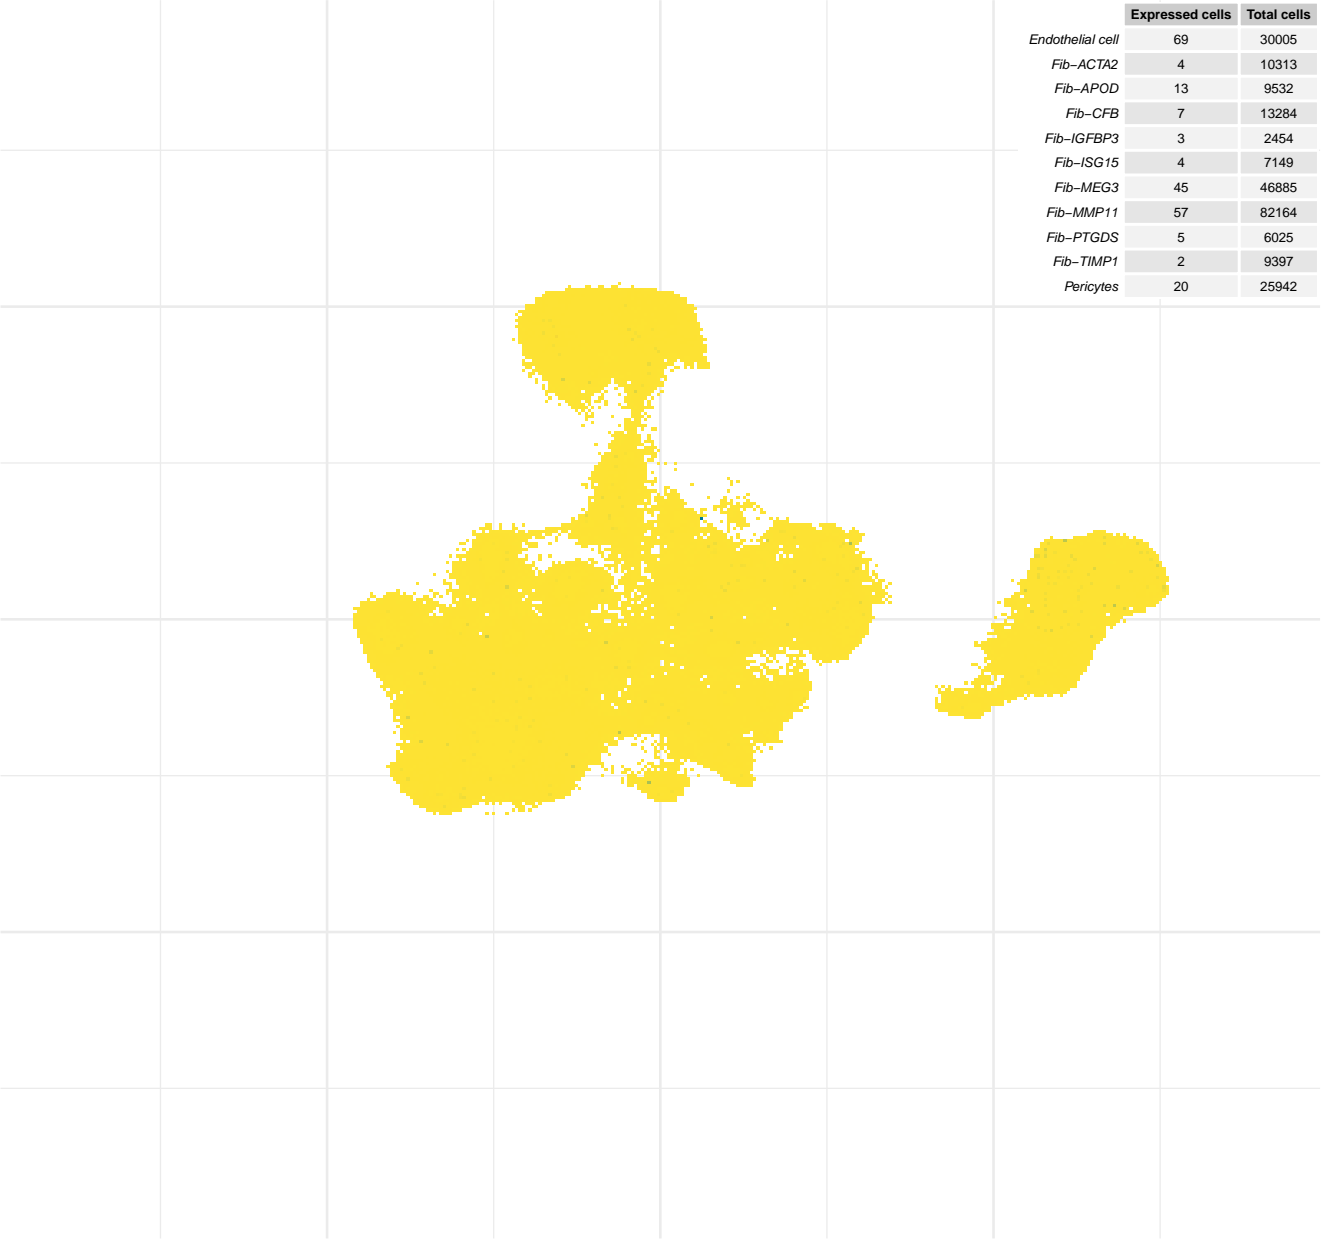 Expressed cells Total cells
Endothelial cell 69 30005
Fib−ACTA2 4 10313
Fib−APOD 13 9532
Fib−CFB 7 13284
Fib−IGFBP3 3 2454
Fib−ISG15 4 7149
Fib−MEG3 45 46885
Fib−MMP11 57 82164
Fib−PTGDS 5 6025
Fib−TIMP1 2 9397
Pericytes 20 25942